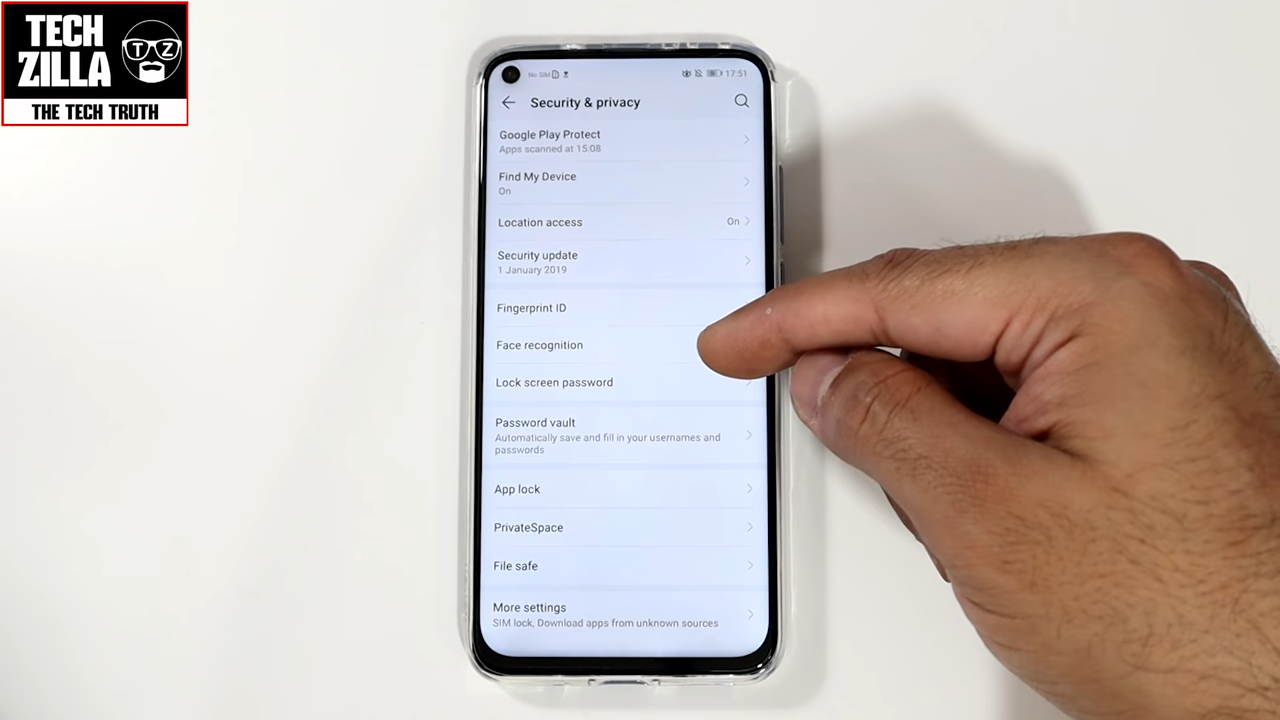 TECH
ZILLA
T Z
THE TECH TRUTH
No SIM
17:51
Security & privacy
Google Play Protect
Apps scanned at 15:08
Find My Device
On
Location access On
Security update
1 January 2019
Fingerprint ID
Face recognition
Lock screen password
Password vault
Automatically save and fill in your usernames and
passwords
App lock
PrivateSpace
File safe
More settings
SIM lock, Download apps from unknown sources